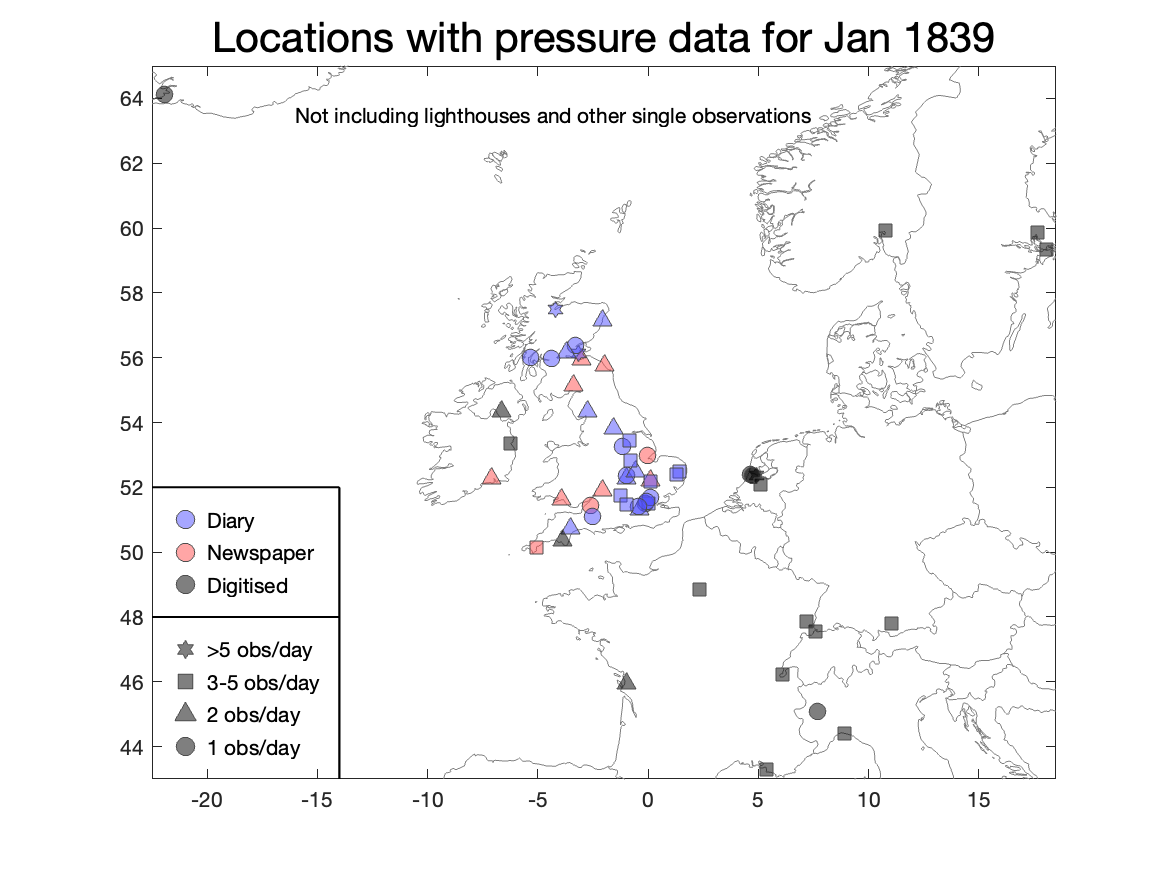 Locations with pressure data for Jan 1839
Not including lighthouses and other single observations
64
62
60
58
56
54
52
50
48
46
44
Diary
Newspaper
Digitised
>5 obs/day
3-5 obs/day
2 obs/day
1 obs/day
-20 -15 -10 -5 0 5 10 15